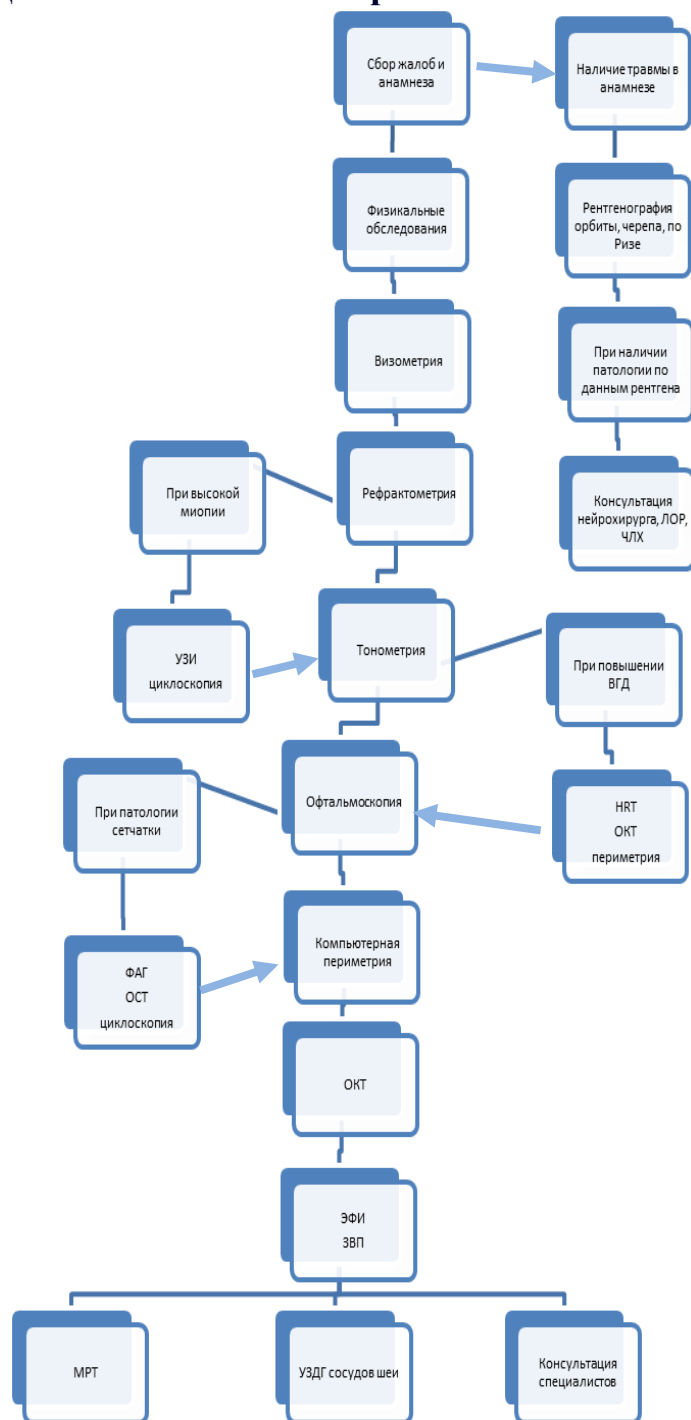 Сбор жалоб и
анамнеза
Наличие травмы в
анамнезе
Физикальные
обследования
Рентгенография
орбиты, черепа, по
Ризе
Визометрия
При наличии
патологии по
данным рентгена
При высокой
миопии
Рефрактометрия
Консультация
нейрохирурга, ЛОР,
ЧЛХ
УЗИ
циклоскопия
Тонометрия
При повышении
ВГД
При патологии
сетчатки
Офтальмоскопия
HRT
ОКТ
периметрия
ФАГ
ОСТ
циклоскопия
Компьютерная
периметрия
ОКТ
ЭФИ
ЗВП
МРТ
УЗДГ сосудов шеи
Консультация
специалистов